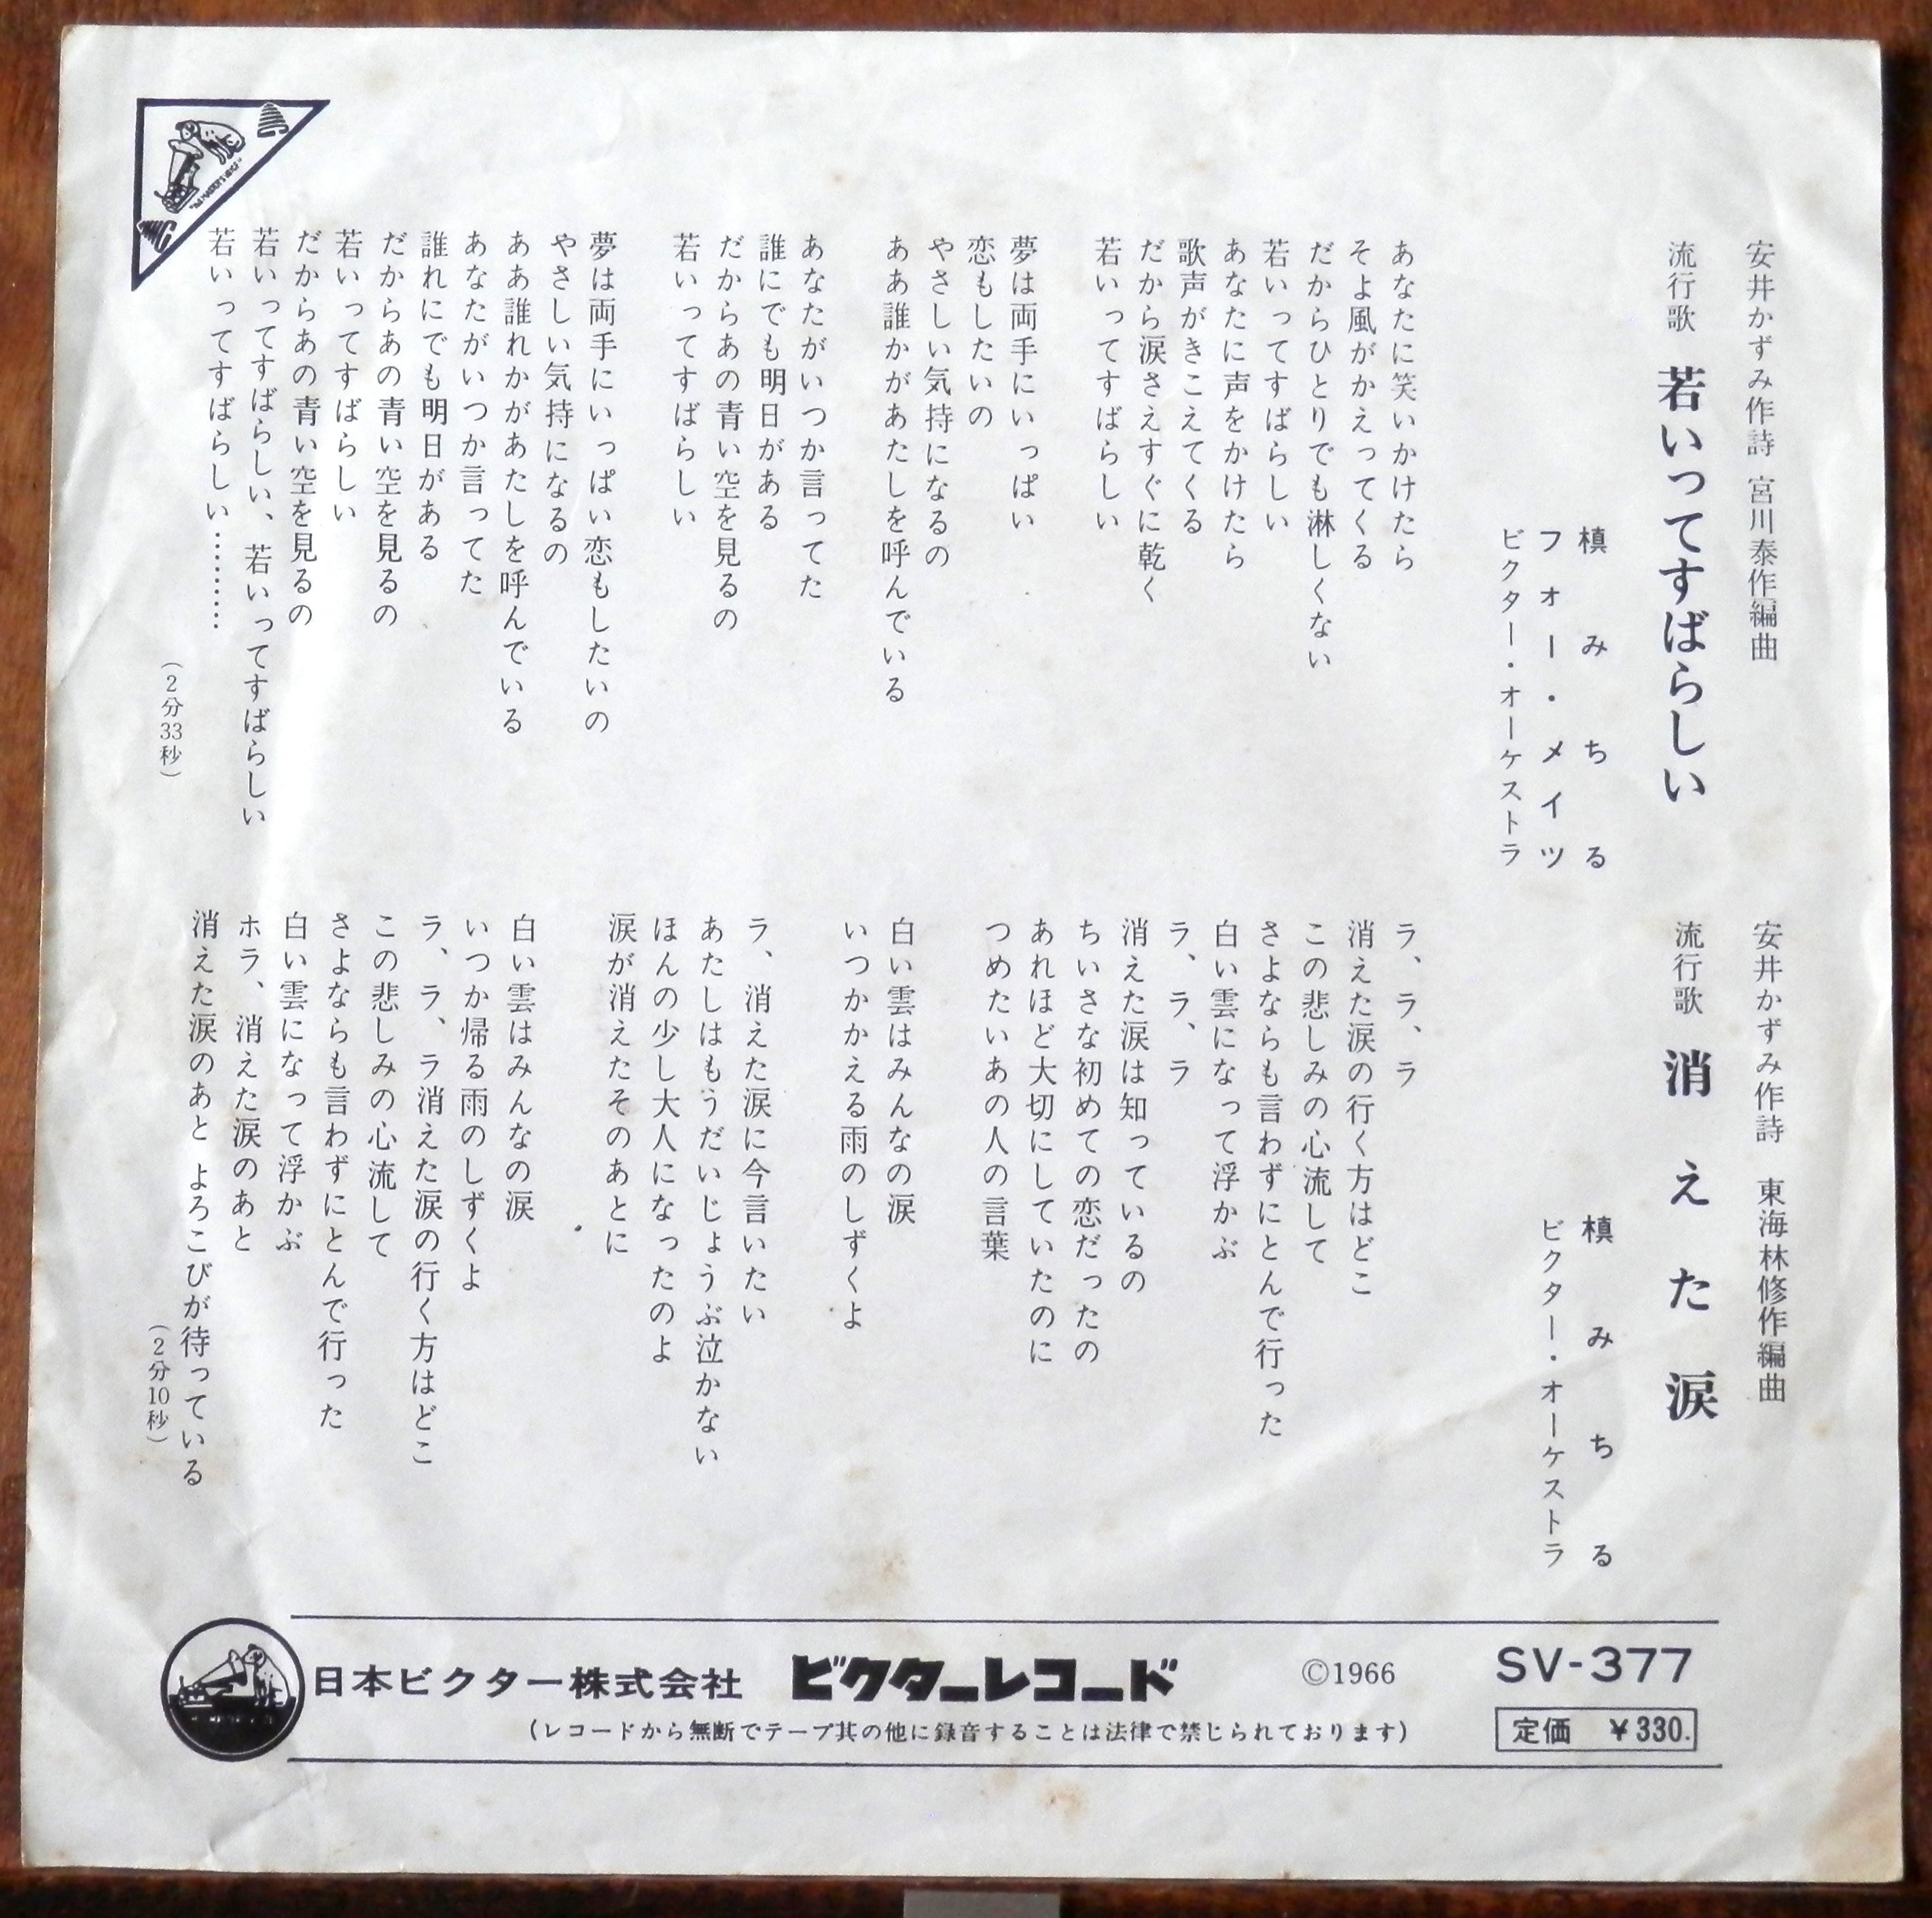 安井かずみ作詩 宮川泰作編曲
流行歌 若いってすばらしい
槙みちる
フォー・メイツ
ビクター・オーケストラ
あなたに笑いかけたら
そよ風がかえってくる
だからひとりでも淋しくない
若いってすばらしい
あなたに声をかけたら
歌声がきこえてくる
だから涙さえすぐに乾く
若いってすばらしい
夢は両手にいっぱい
恋もしたいの
やさしい気持になるの
ああ誰かがあたしを呼んでいる
あなたがいつか言ってた
誰にでも明日がある
だからあの青い空を見るの
若いってすばらしい
夢は両手にいっぱい恋もしたいの
やさしい気持になるの
ああ誰れかがあたしを呼んでいる
あなたがいつか言ってた
誰れにでも明日がある
だからあの青い空を見るの
若いってすばらしい
だからあの青い空を見るの
若いってすばらしい、若いってすばらしい
若いってすばらしい………
(2分33秒)
安井かずみ作詩 東海林修作編曲
流行歌 消えた涙
槙みちる
ビクター・オーケストラ
ラ、ラ、ラ
消えた涙の行く方はどこ
この悲しみの心流して
さよならも言わずにとんで行った
白い雲になって浮かぶ
ラ、ラ、ラ
消えた涙は知っているの
ちいさな初めての恋だったの
あれほど大切にしていたのに
つめたいあの人の言葉
白い雲はみんなの涙
いつかかえる雨のしずくよ
ラ、消えた涙に今言いたい
あたしはもうだいじょうぶ泣かない
ほんの少し大人になったのよ
涙が消えたそのあとに
白い雲はみんなの涙
いつか帰る雨のしずくよ
ラ、ラ、ラ消えた涙の行く方はどこ
この悲しみの心流して
さよならも言わずにとんで行った
白い雲になって浮かぶ
ホラ、消えた涙のあと
消えた涙のあと よろこびが待っている
(2分10秒)
日本ビクター株式会社 ビクターレコード ©1966 SV-377
(レコードから無断でテープ其の他に録音することは法律で禁じられております) 定価 ¥330.